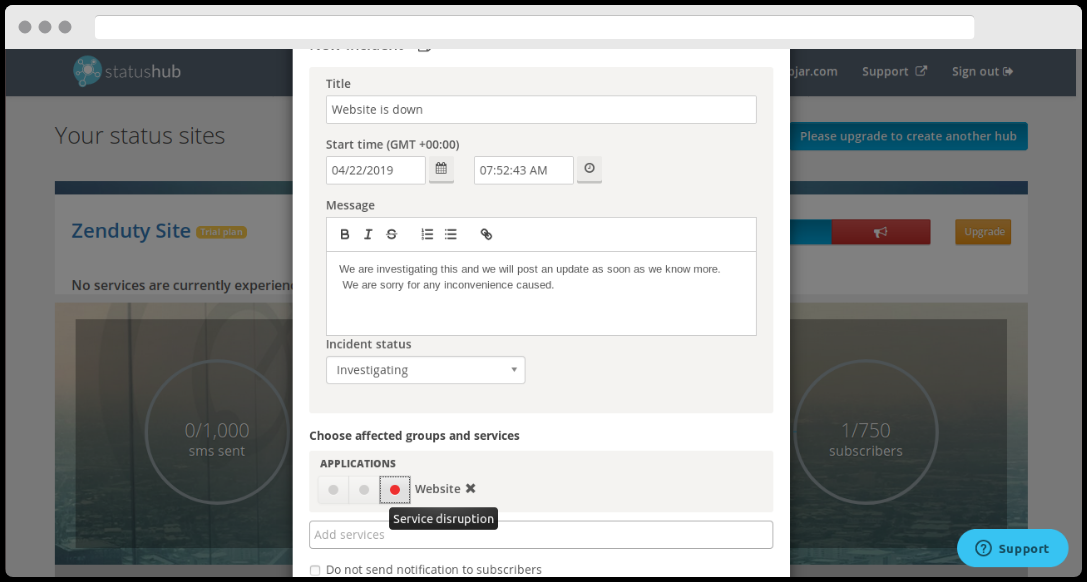 statushub
Support
Sign out
Your status sites
Please upgrade to create another hub
Zenduty Site
Trial plan
Upgrade
No services are currently
0/1,000
sms sent
1/750
subscribers
Title
Website is down
Start time (GMT +00:00)
04/22/2019
07:52:43 AM
Message
B I S
We are investigating this and we will post an update as soon as we know more.
We are sorry for any inconvenience caused.
Incident status
Investigating
Choose affected groups and services
APPLICATIONS
Website
Service disruption
Add services
Do not send notification to subscribers
Support